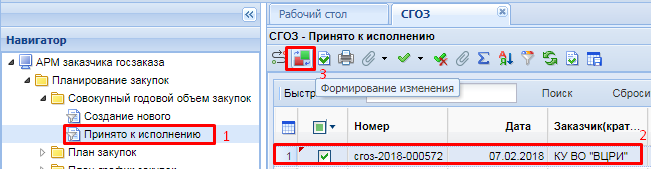 Рабочий стол
СГОЗ
Навигатор
СГОЗ - Принято к исполнению
АРМ заказчика госзаказа
Планирование закупок
Совокупный годовой объем закупок
Создание нового
Принято к исполнению 1
План закупок
3
Формирование изменения
Быстр
Поиск
Сброси
Номер Дата Заказчик(крат...
2
1 сгоз-2018-000572 07.02.2018 КУ ВО "ВЦРИ"